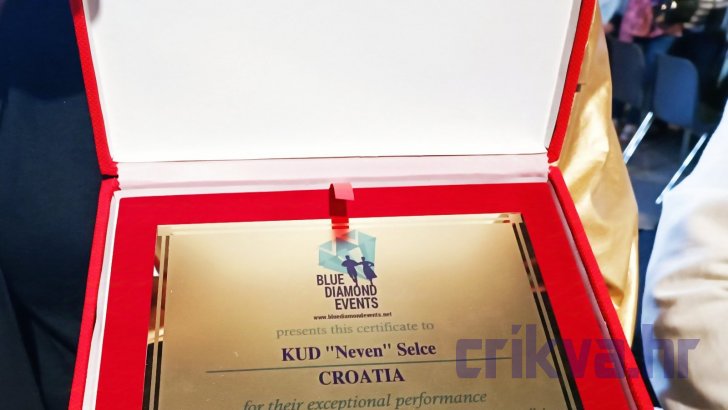 BLUE
DIAMOND
EVENTS
www.bluediamondevents.net
presents this certificate to
KUD "Neven" Selce
CROATIA
for their exceptional performance
crikva.hr